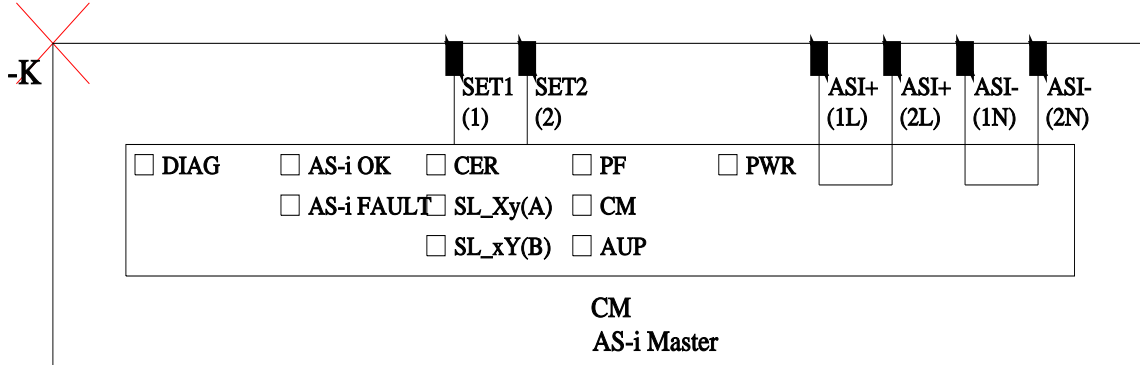 -K
SET1 SET2 ASI+ ASI+ ASI- ASI-
(1) (2) (1L) (2L) (1N) (2N)
DIAG AS-i OK CER PF PWR
AS-i FAULT SL_Xy(A) CM
SL_xY(B) AUP
CM
AS-i Master